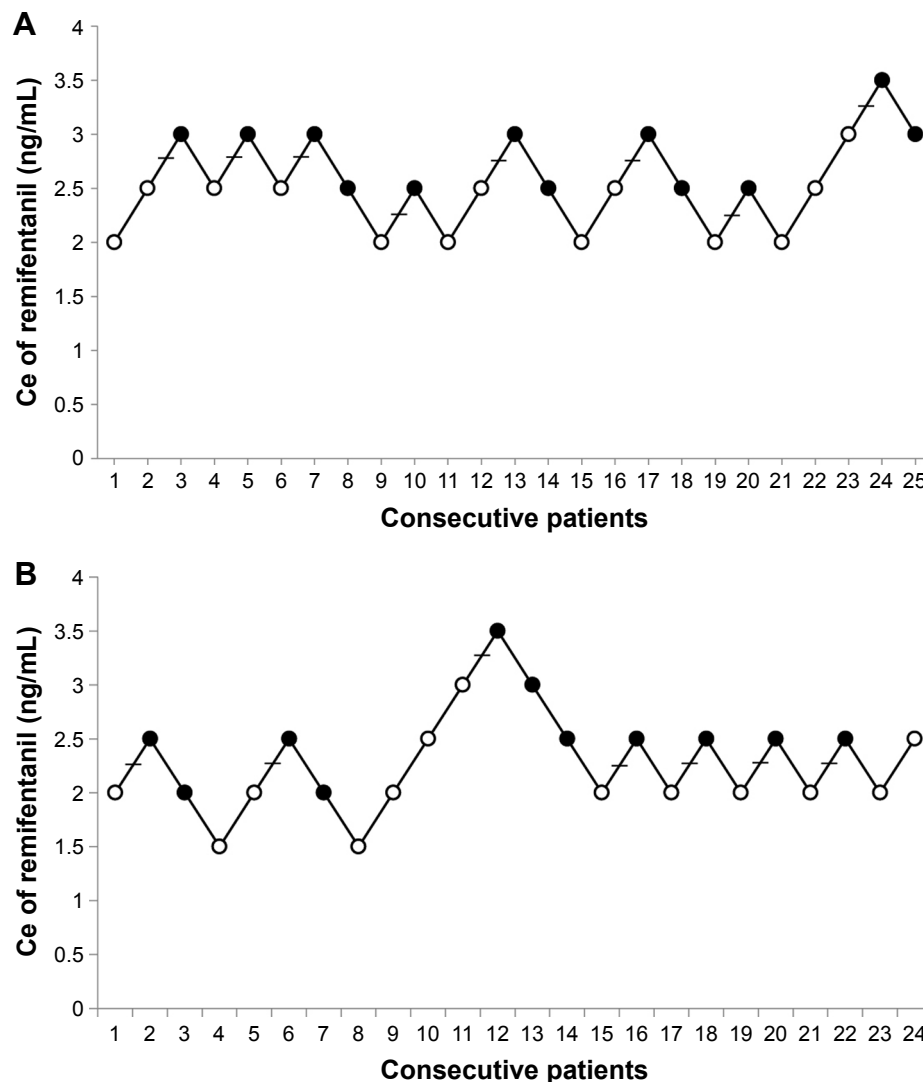 A
Ce of remifentanil (ng/mL)
4
3.5
3
2.5
2
1.5
1
0.5
0
1 2 3 4 5 6 7 8 9 10 11 12 13 14 15 16 17 18 19 20 21 22 23 24 25
Consecutive patients
B
Ce of remifentanil (ng/mL)
4
3.5
3
2.5
2
1.5
1
0.5
0
1 2 3 4 5 6 7 8 9 10 11 12 13 14 15 16 17 18 19 20 21 22 23 24
Consecutive patients